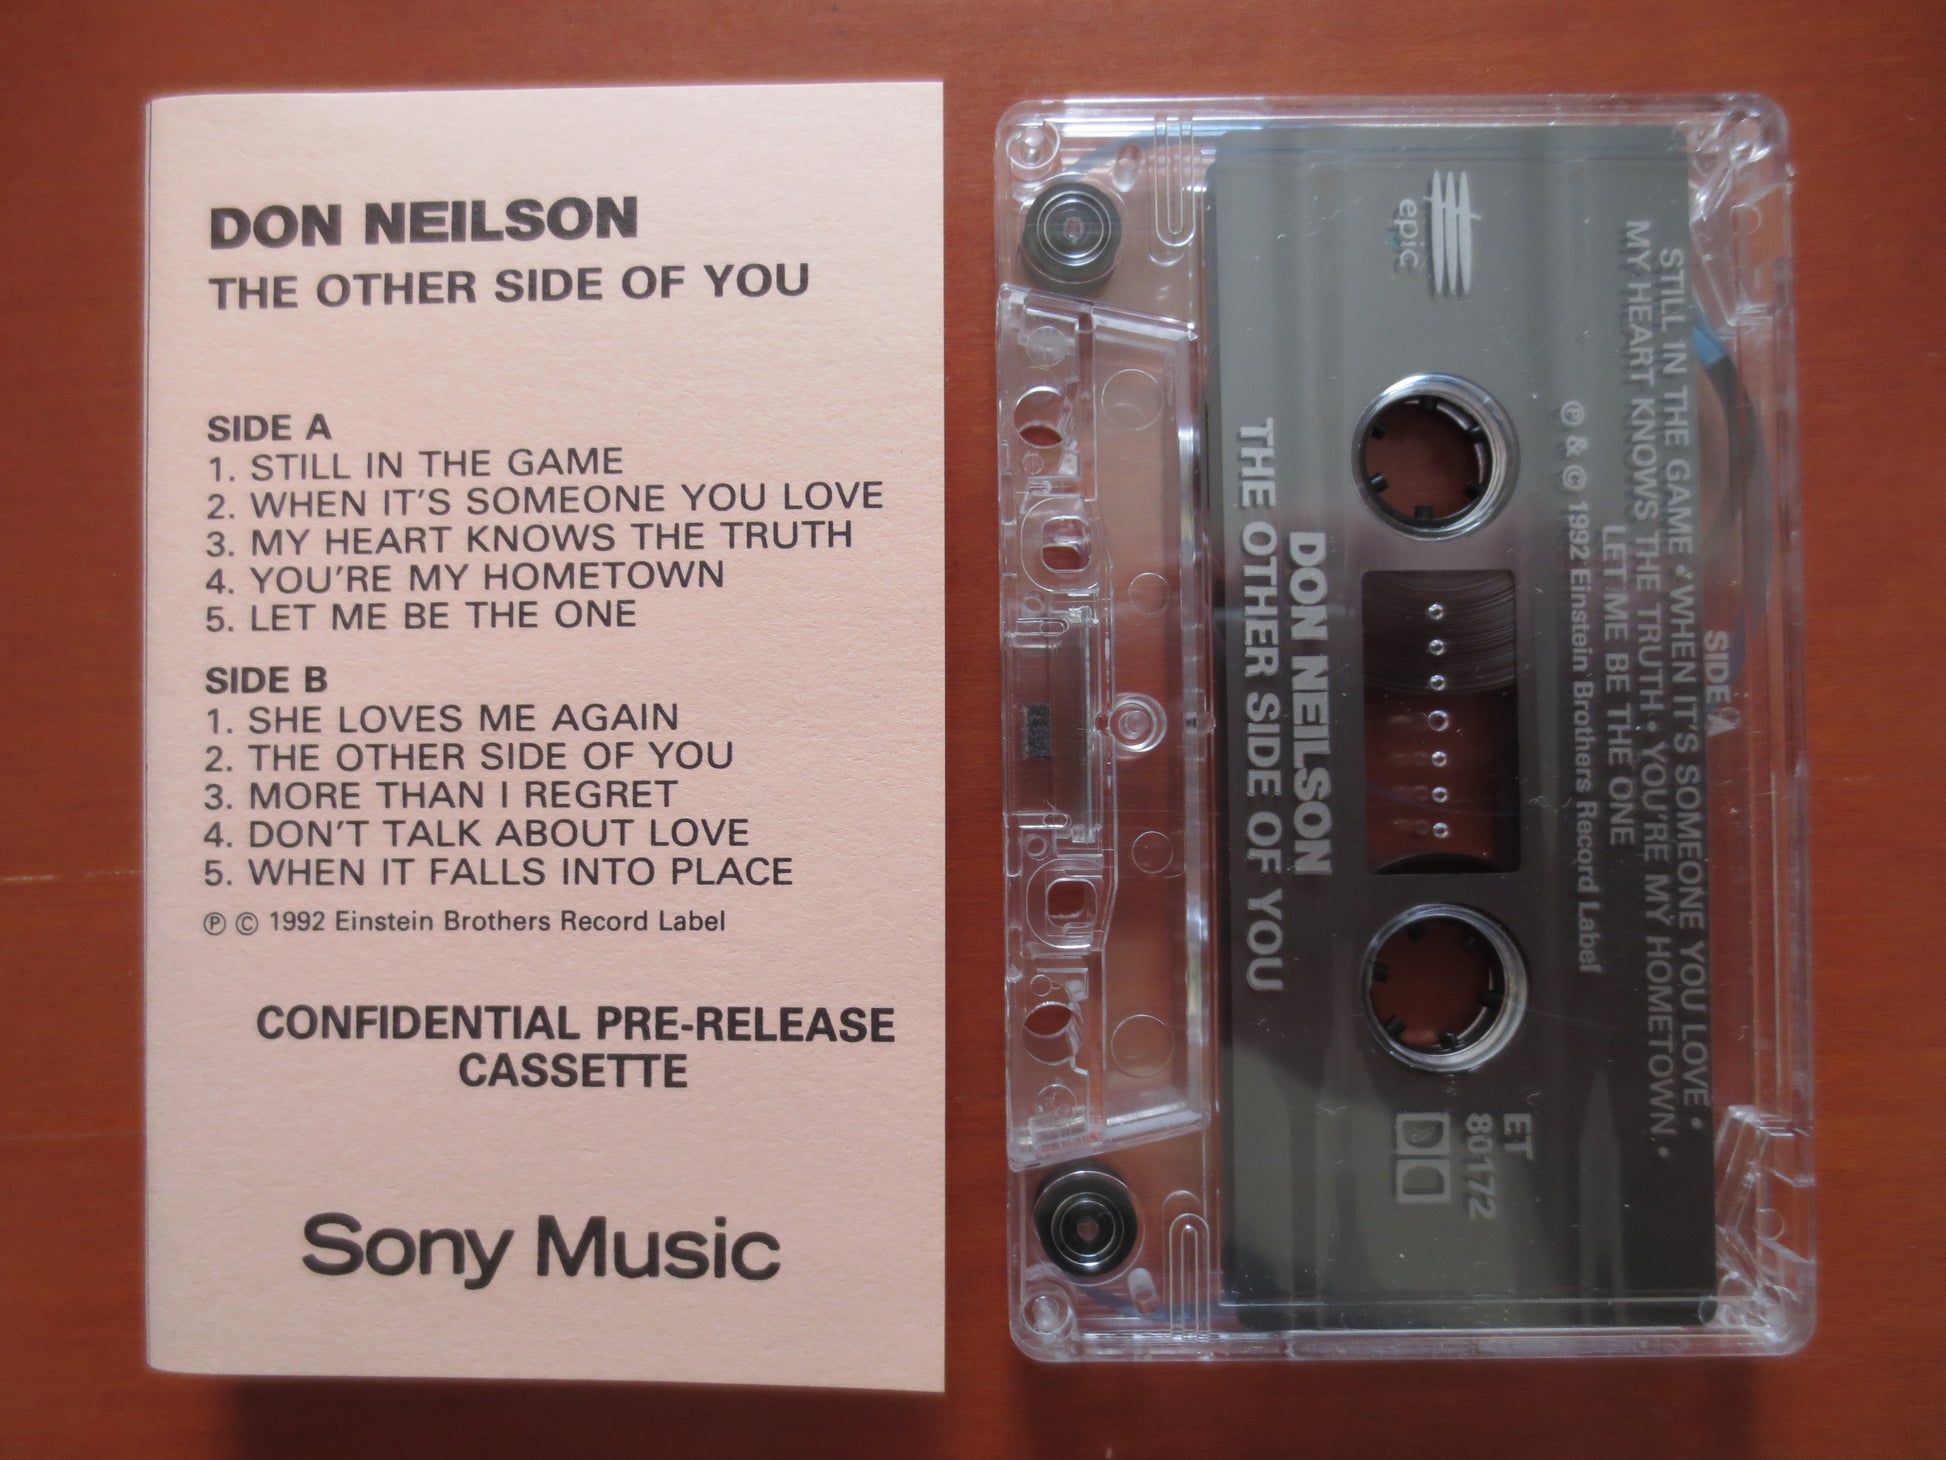 DON NEILSON
THE OTHER SIDE OF YOU
SIDE A
1. STILL IN THE GAME
2. WHEN IT'S SOMEONE YOU LOVE
3. MY HEART KNOWS THE TRUTH
4. YOU'RE MY HOMETOWN
5. LET ME BE THE ONE
SIDE B
1. SHE LOVES ME AGAIN
2. THE OTHER SIDE OF YOU
3. MORE THAN I REGRET
4. DON'T TALK ABOUT LOVE
5. WHEN IT FALLS INTO PLACE
℗ © 1992 Einstein Brothers Record Label
CONFIDENTIAL PRE-RELEASE
CASSETTE
Sony Music
SIDE A
STILL IN THE GAME • WHEN IT'S SOMEONE YOU LOVE •
MY HEART KNOWS THE TRUTH • YOU'RE MY HOMETOWN •
LET ME BE THE ONE
℗ & © 1992 Einstein Brothers Record Label
epic
ET
80172
DON NEILSON
THE OTHER SIDE OF YOU